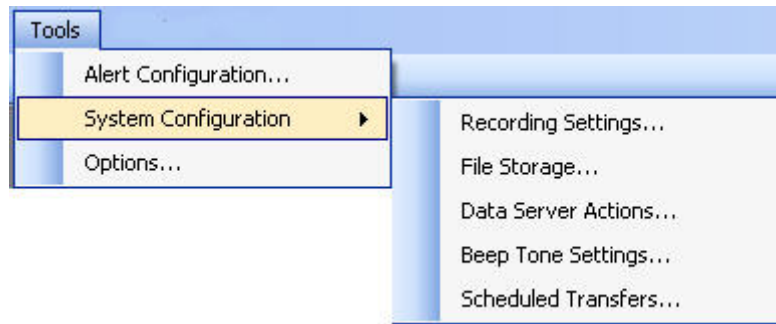 Tools
Alert Configuration...
System Configuration
Options...
Recording Settings...
File Storage...
Data Server Actions...
Beep Tone Settings...
Scheduled Transfers...